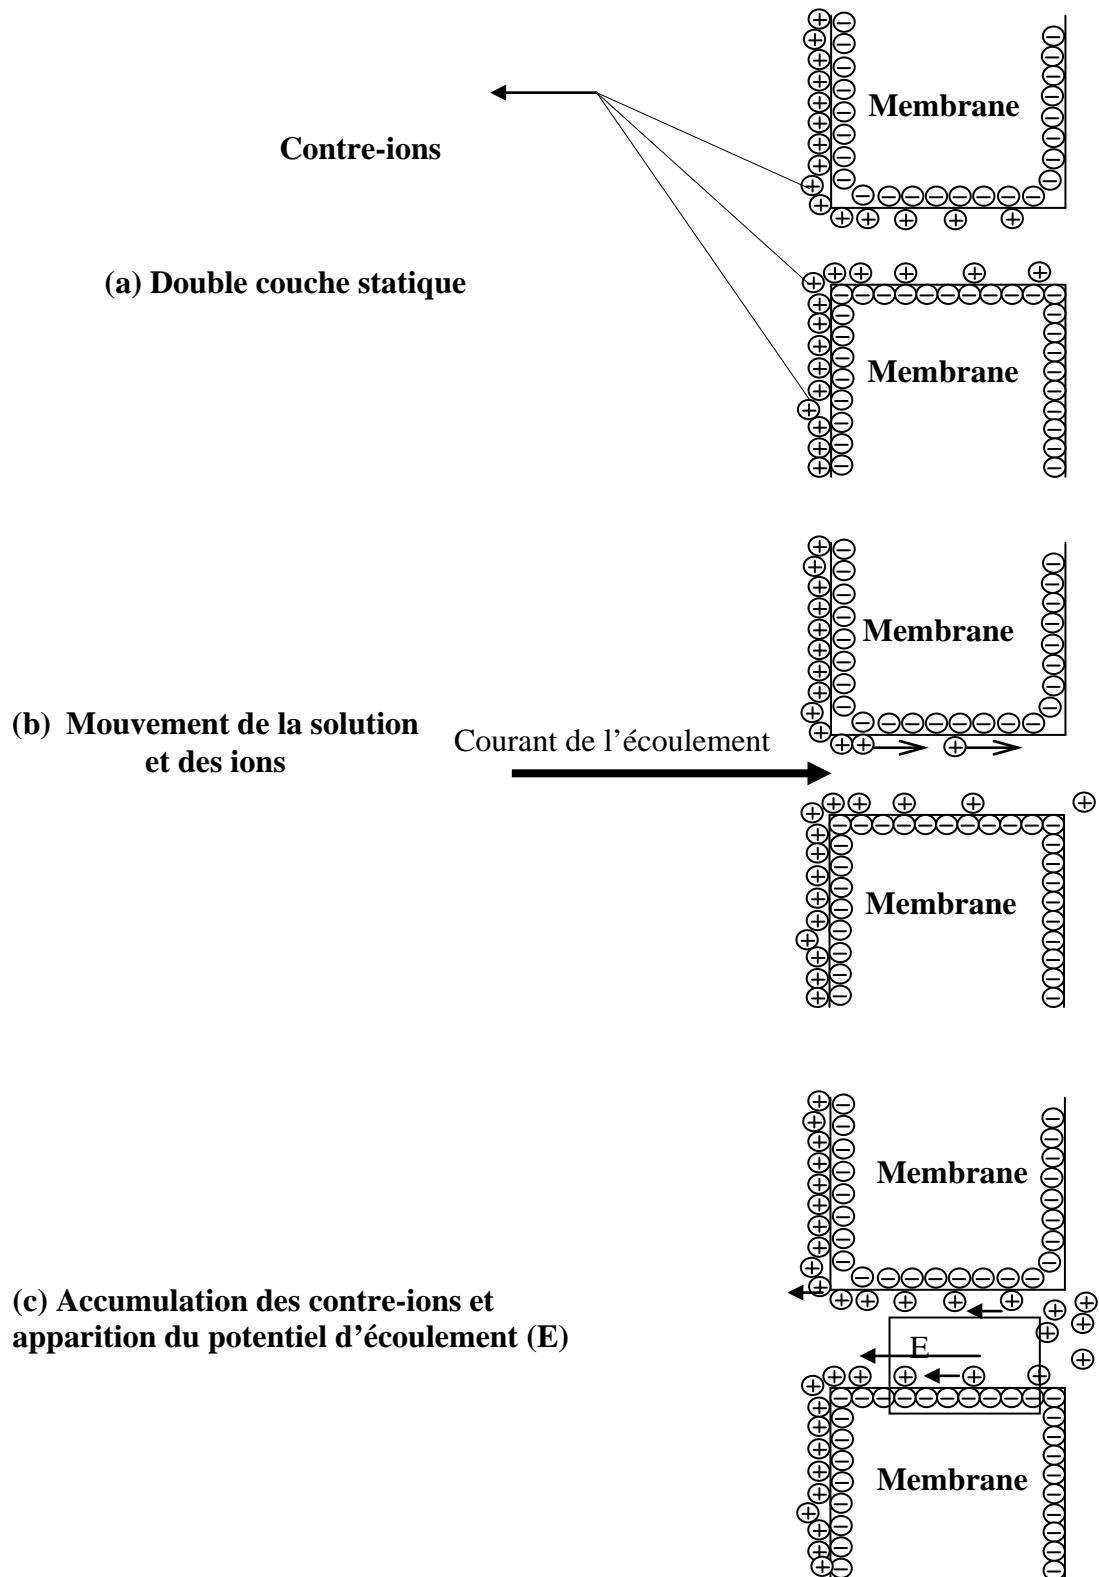 Membrane
Contre-ions
(a) Double couche statique
Membrane
Membrane
(b) Mouvement de la solution
et des ions
Courant de l’écoulement
Membrane
Membrane
(c) Accumulation des contre-ions et
apparition du potentiel d’écoulement (E)
E
Membrane